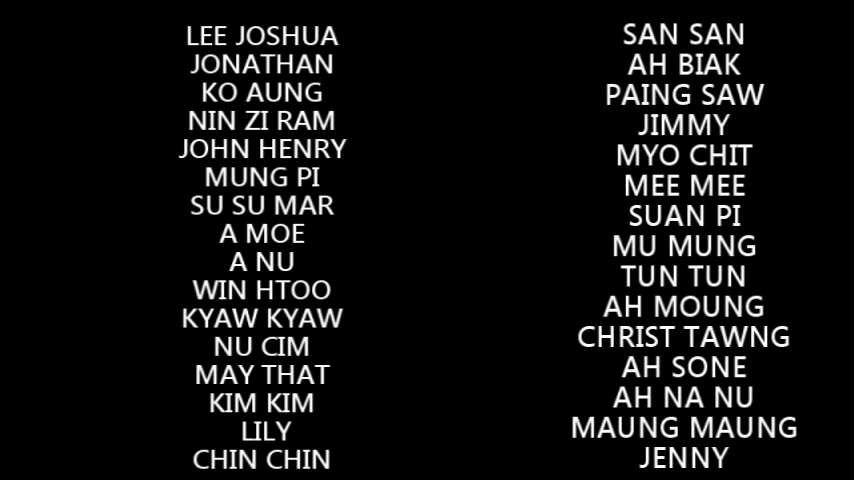 LEE JOSHUA
JONATHAN
KO AUNG
NIN ZI RAM
JOHN HENRY
MUNG PI
SU SU MAR
A MOE
A NU
WIN HTOO
KYAW KYAW
NU CIM
MAY THAT
KIM KIM
LILY
CHIN CHIN
SAN SAN
AH BIAK
PAING SAW
JIMMY
MYO CHIT
MEE MEE
SUAN PI
MU MUNG
TUN TUN
AH MOUNG
CHRIST TAWNG
AH SONE
AH NA NU
MAUNG MAUNG
JENNY